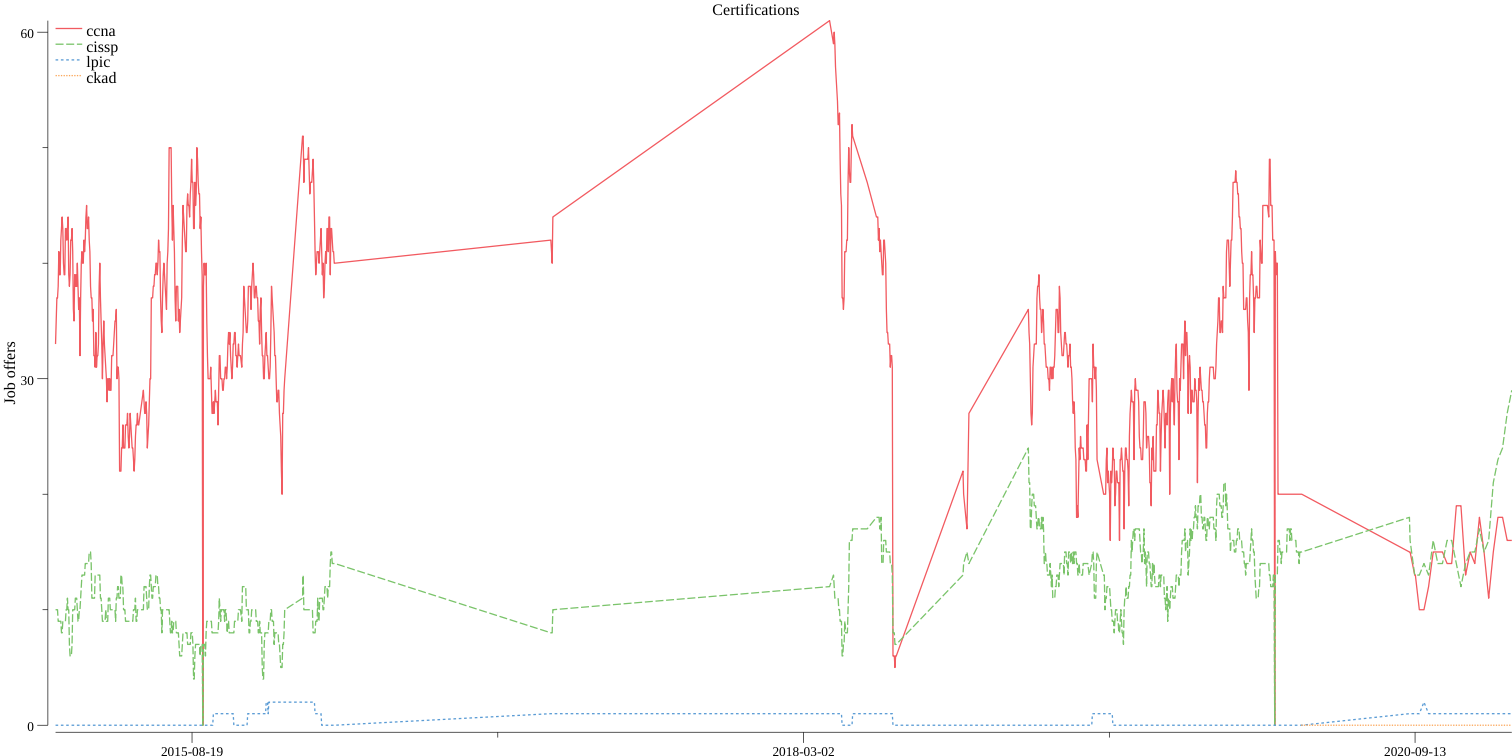 Certifications
60
ccna
cissp
lpic
ckad
Job offers
30
0
2015-08-19
2018-03-02
2020-09-13